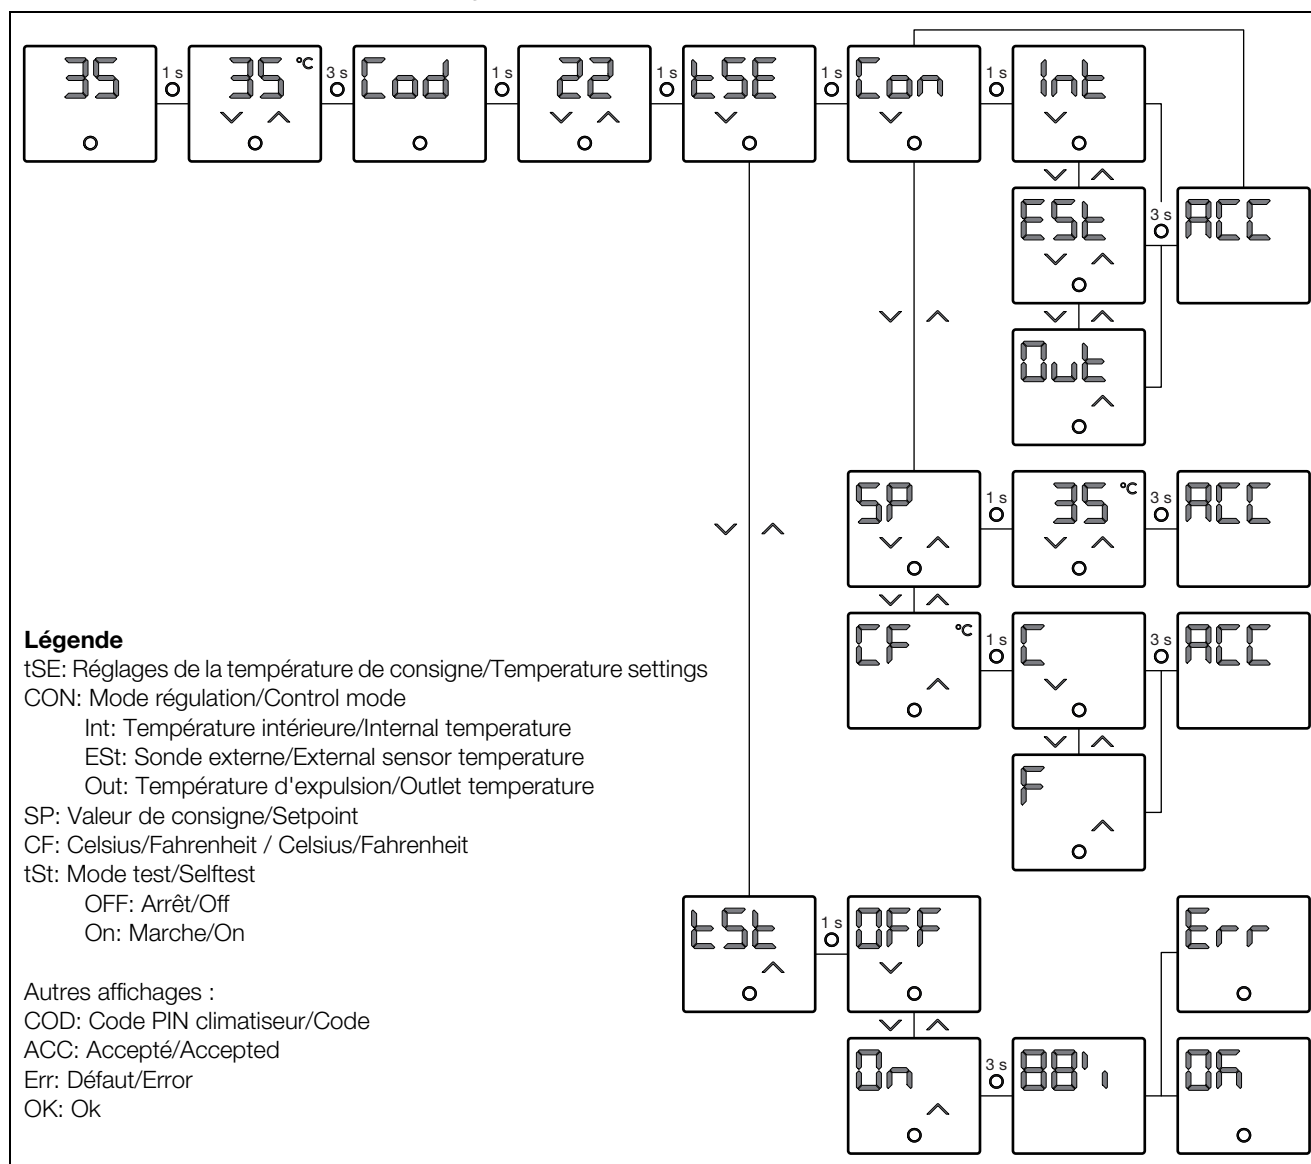 35
1 s
35 °C
3 s
Cod
1 s
22
1 s
tSE
1 s
Con
1 s
Int
ESt
3 s
ACC
Out
SP
1 s
35 °C
3 s
ACC
CF °C
1 s
C
3 s
ACC
F
Légende
tSE: Réglages de la température de consigne/Temperature settings
CON: Mode régulation/Control mode
Int: Température intérieure/Internal temperature
ESt: Sonde externe/External sensor temperature
Out: Température d'expulsion/Outlet temperature
SP: Valeur de consigne/Setpoint
CF: Celsius/Fahrenheit / Celsius/Fahrenheit
tSt: Mode test/Selftest
OFF: Arrêt/Off
On: Marche/On
Autres affichages :
COD: Code PIN climatiseur/Code
ACC: Accepté/Accepted
Err: Défaut/Error
OK: Ok
tSt
1 s
OFF
Err
On
3 s
88
OK